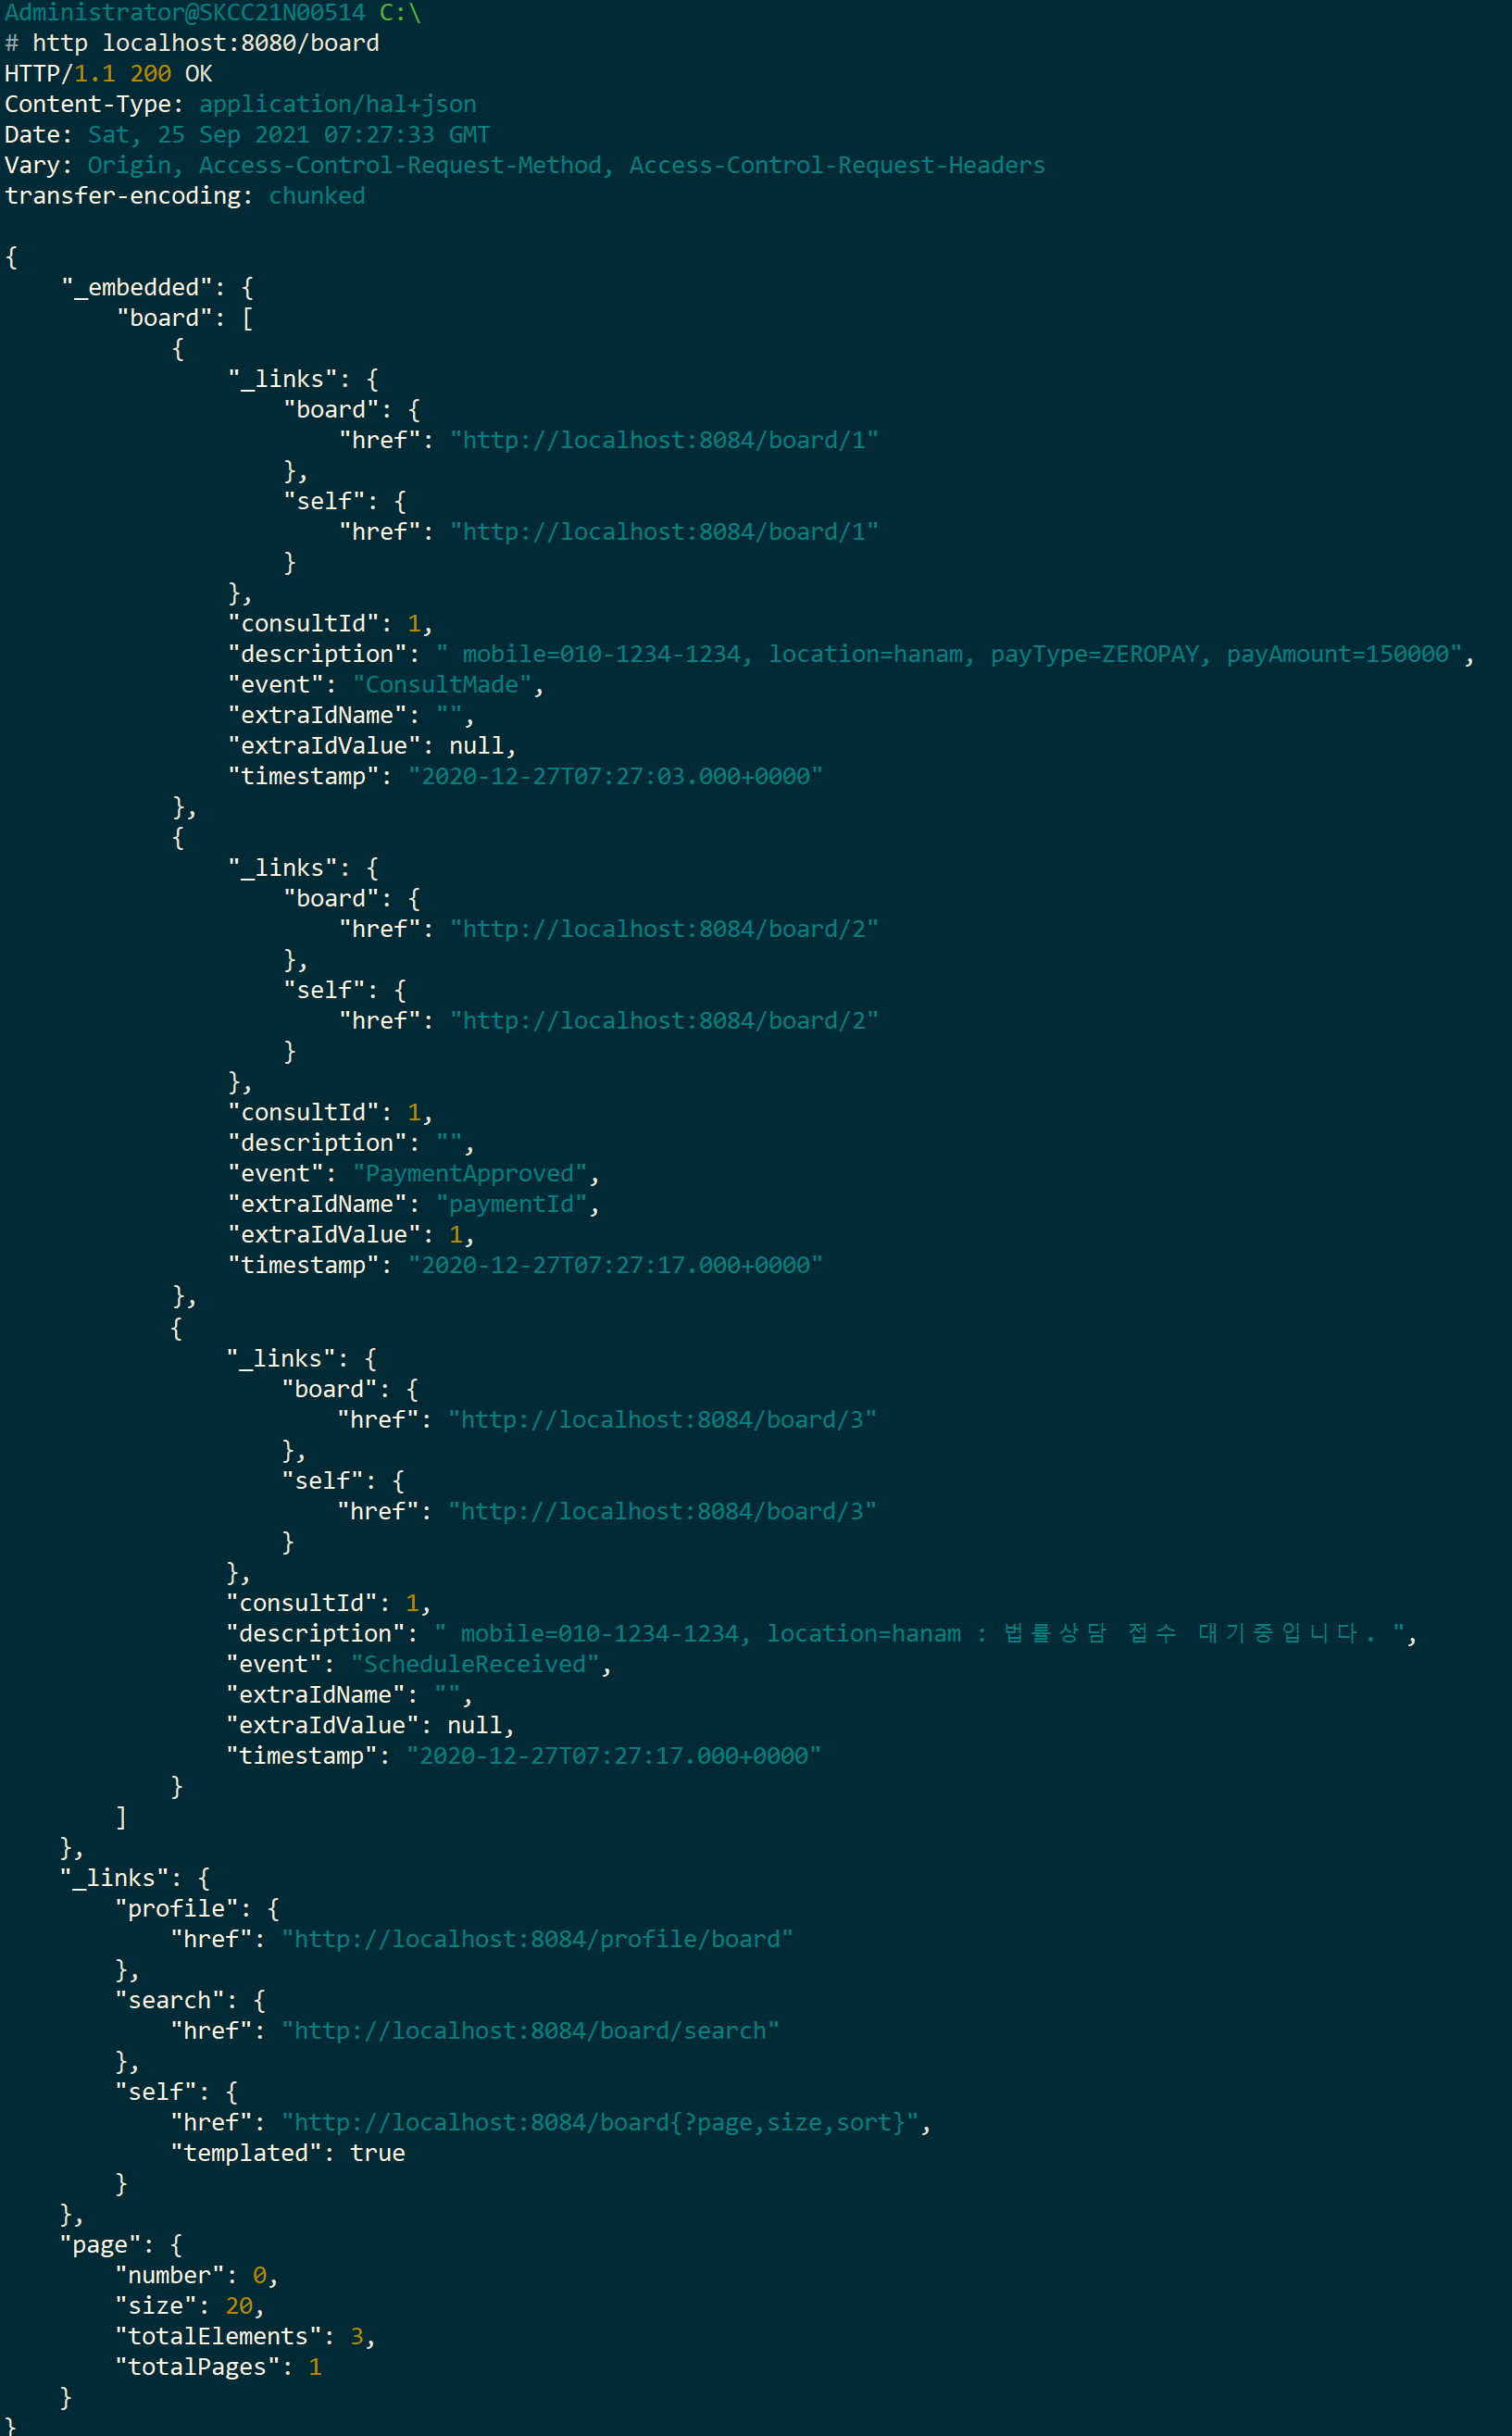 Administrator@SKCC21N00514 C:\
# http localhost:8080/board
HTTP/1.1 200 OK
Content-Type: application/hal+json
Date: Sat, 25 Sep 2021 07:27:33 GMT
Vary: Origin, Access-Control-Request-Method, Access-Control-Request-Headers
transfer-encoding: chunked

{
    "_embedded": {
        "board": [
            {
                "_links": {
                    "board": {
                        "href": "http://localhost:8084/board/1"
                    },
                    "self": {
                        "href": "http://localhost:8084/board/1"
                    }
                },
                "consultId": 1,
                "description": " mobile=010-1234-1234, location=hanam, payType=ZEROPAY, payAmount=150000",
                "event": "ConsultMade",
                "extraIdName": "",
                "extraIdValue": null,
                "timestamp": "2020-12-27T07:27:03.000+0000"
            },
            {
                "_links": {
                    "board": {
                        "href": "http://localhost:8084/board/2"
                    },
                    "self": {
                        "href": "http://localhost:8084/board/2"
                    }
                },
                "consultId": 1,
                "description": "",
                "event": "PaymentApproved",
                "extraIdName": "paymentId",
                "extraIdValue": 1,
                "timestamp": "2020-12-27T07:27:17.000+0000"
            },
            {
                "_links": {
                    "board": {
                        "href": "http://localhost:8084/board/3"
                    },
                    "self": {
                        "href": "http://localhost:8084/board/3"
                    }
                },
                "consultId": 1,
                "description": " mobile=010-1234-1234, location=hanam : 법률상담 접수 대기중입니다. ",
                "event": "ScheduleReceived",
                "extraIdName": "",
                "extraIdValue": null,
                "timestamp": "2020-12-27T07:27:17.000+0000"
            }
        ]
    },
    "_links": {
        "profile": {
            "href": "http://localhost:8084/profile/board"
        },
        "search": {
            "href": "http://localhost:8084/board/search"
        },
        "self": {
            "href": "http://localhost:8084/board{?page,size,sort}",
            "templated": true
        }
    },
    "page": {
        "number": 0,
        "size": 20,
        "totalElements": 3,
        "totalPages": 1
    }
}